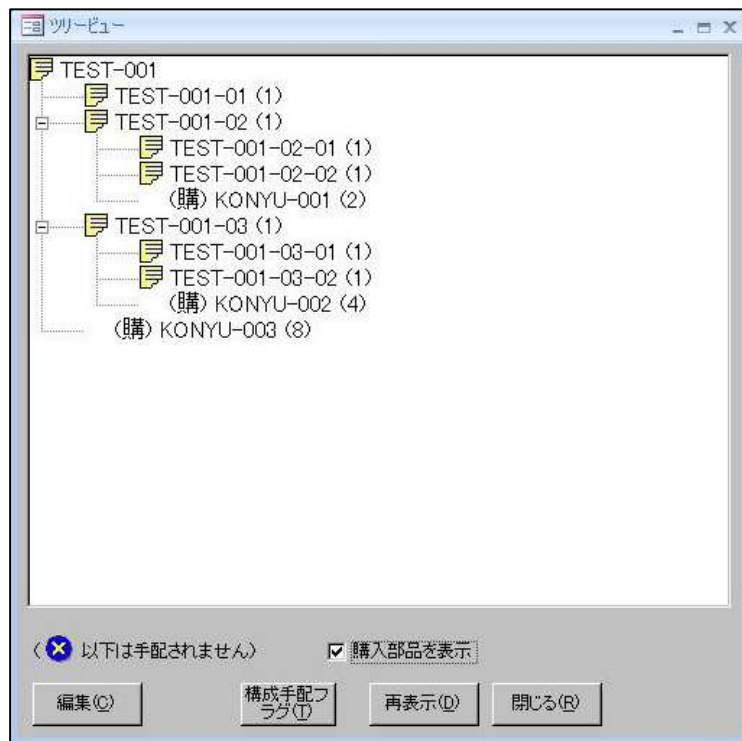 ツリービュー
TEST-001
TEST-001-01 (1)
TEST-001-02 (1)
TEST-001-02-01 (1)
TEST-001-02-02 (1)
(購) KONYU-001 (2)
TEST-001-03 (1)
TEST-001-03-01 (1)
TEST-001-03-02 (1)
(購) KONYU-002 (4)
(購) KONYU-003 (8)
( 以下は手配されません) 購入部品を表示
編集(C) 構成手配フ
ラグ(T) 再表示(D) 閉じる(R)